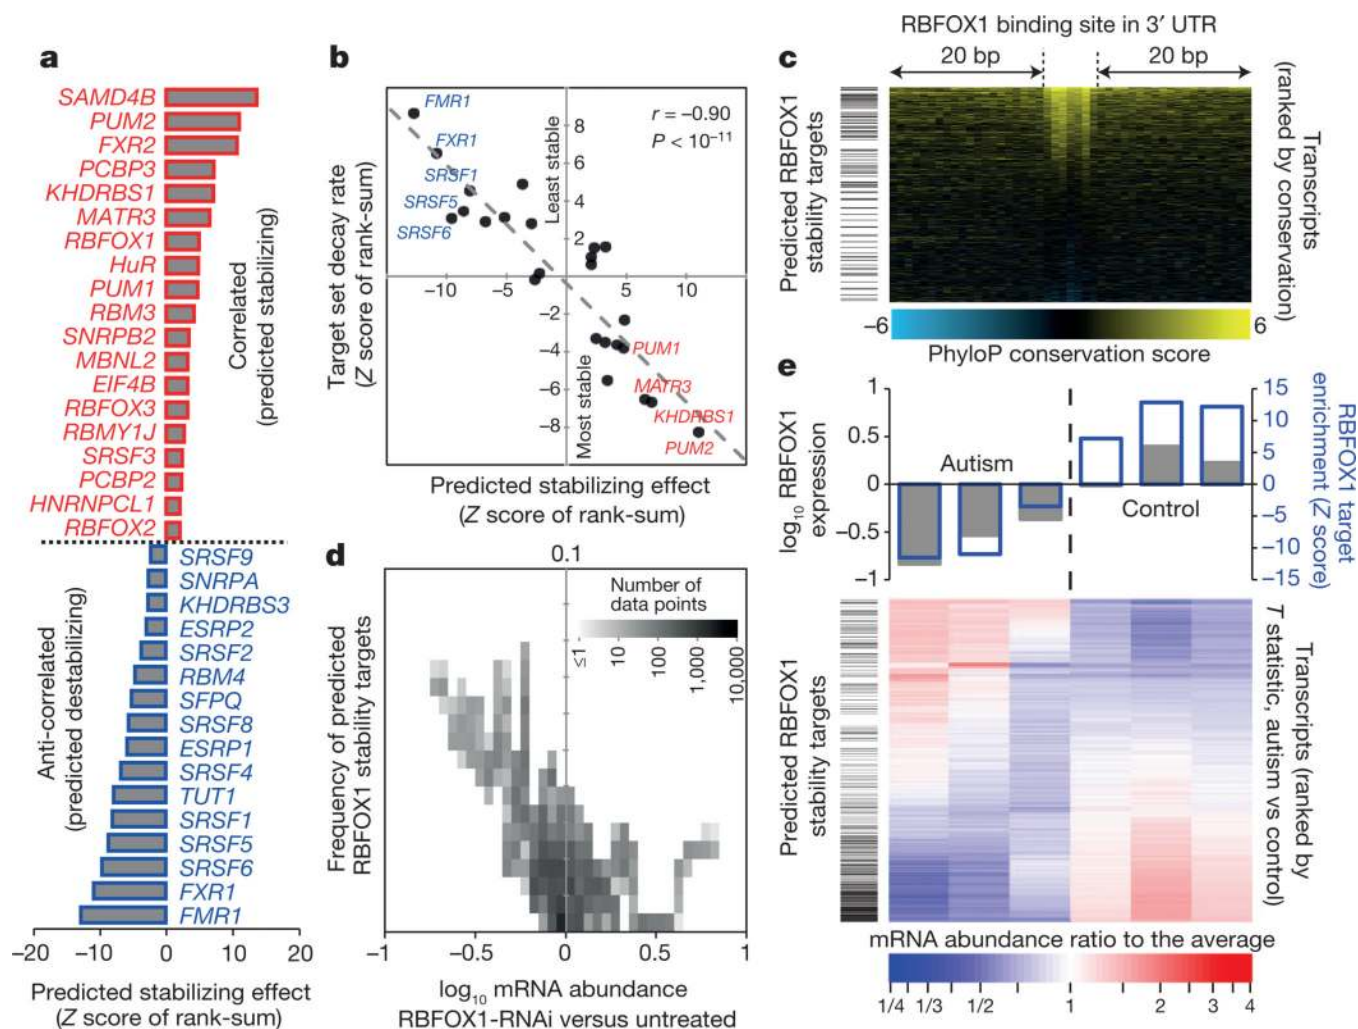 a
SAMD4B
PUM2
FXR2
PCBP3
KHDRBS1
MATR3
RBFOX1
HuR
PUM1
RBM3
SNRPB2
MBNL2
EIF4B
RBFOX3
RBMY1J
SRSF3
PCBP2
HNRNPCL1
RBFOX2
Correlated
(predicted stabilizing)
SRSF9
SNRPA
KHDRBS3
ESRP2
SRSF2
RBM4
SFPQ
SRSF8
ESRP1
SRSF4
TUT1
SRSF1
SRSF5
SRSF6
FXR1
FMR1
Anti-correlated
(predicted destabilizing)
−20 −10 0 10 20
Predicted stabilizing effect
(Z score of rank-sum)
b
Target set decay rate
(Z score of rank-sum)
FMR1
FXR1
SRSF1
SRSF5
SRSF6
r = −0.90
P < 10−11
Least stable
Most stable
8
6
4
2
−10 −5 5 10
−2
−4
−6
−8
PUM1
MATR3
KHDRBS1
PUM2
Predicted stabilizing effect
(Z score of rank-sum)
c
RBFOX1 binding site in 3′ UTR
20 bp 20 bp
Predicted RBFOX1
stability targets
Transcripts
(ranked by conservation)
−6 6
PhyloP conservation score
d
0.1
Number of
data points
≤1
10
100
1,000
10,000
Frequency of predicted
RBFOX1 stability targets
−1 −0.5 0 0.5 1
log10 mRNA abundance
RBFOX1-RNAi versus untreated
e
log10 RBFOX1
expression
1
0.5
0
−0.5
−1
Autism
Control
15
10
5
0
−5
−10
−15
RBFOX1 target
enrichment (Z score)
Predicted RBFOX1
stability targets
Transcripts (ranked by
T statistic, autism vs control)
mRNA abundance ratio to the average
1/4 1/3 1/2 1 2 3 4